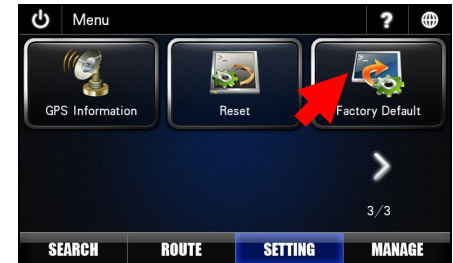 Menu ?
GPS Information Reset Factory Default
3/3
SEARCH ROUTE SETTING MANAGE